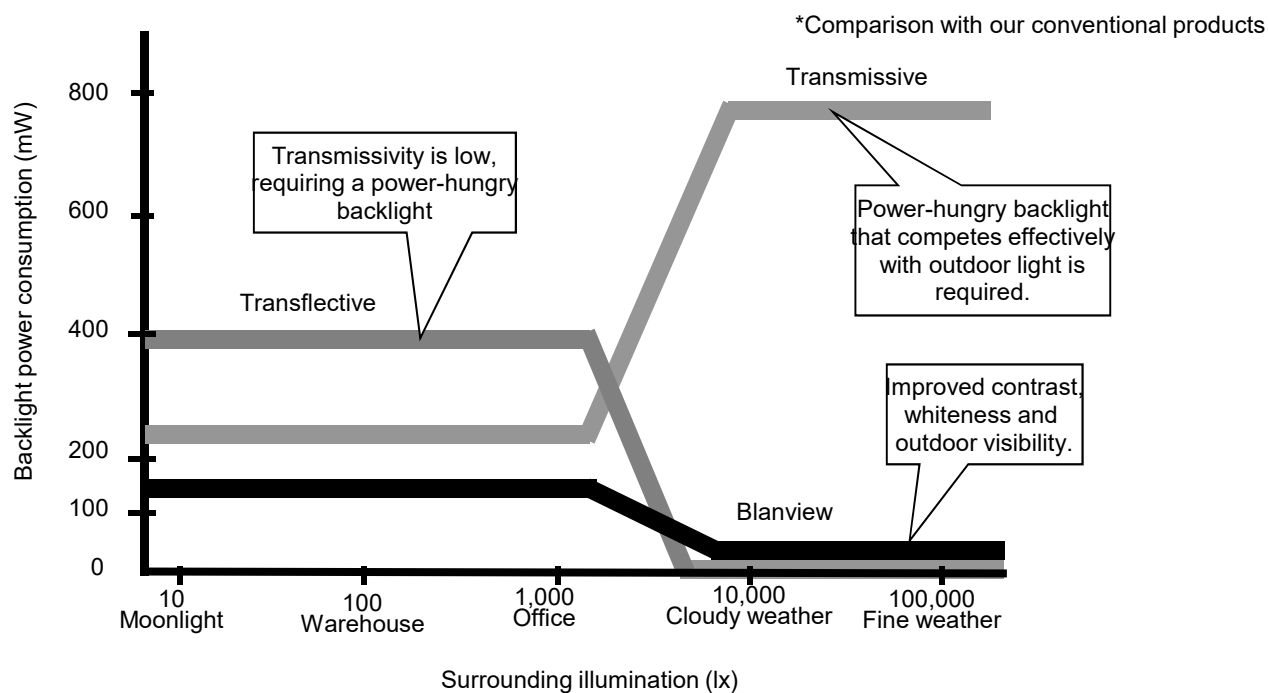 *Comparison with our conventional products
Transmissive
800
Transmissivity is low,
requiring a power-hungry
backlight
Power-hungry backlight
that competes effectively
with outdoor light is
required.
600
Backlight power consumption (mW)
Transflective
400
Improved contrast,
whiteness and
outdoor visibility.
200
100
Blanview
0
10
100
1,000
10,000
100,000
Moonlight
Warehouse
Office
Cloudy weather
Fine weather
Surrounding illumination (lx)